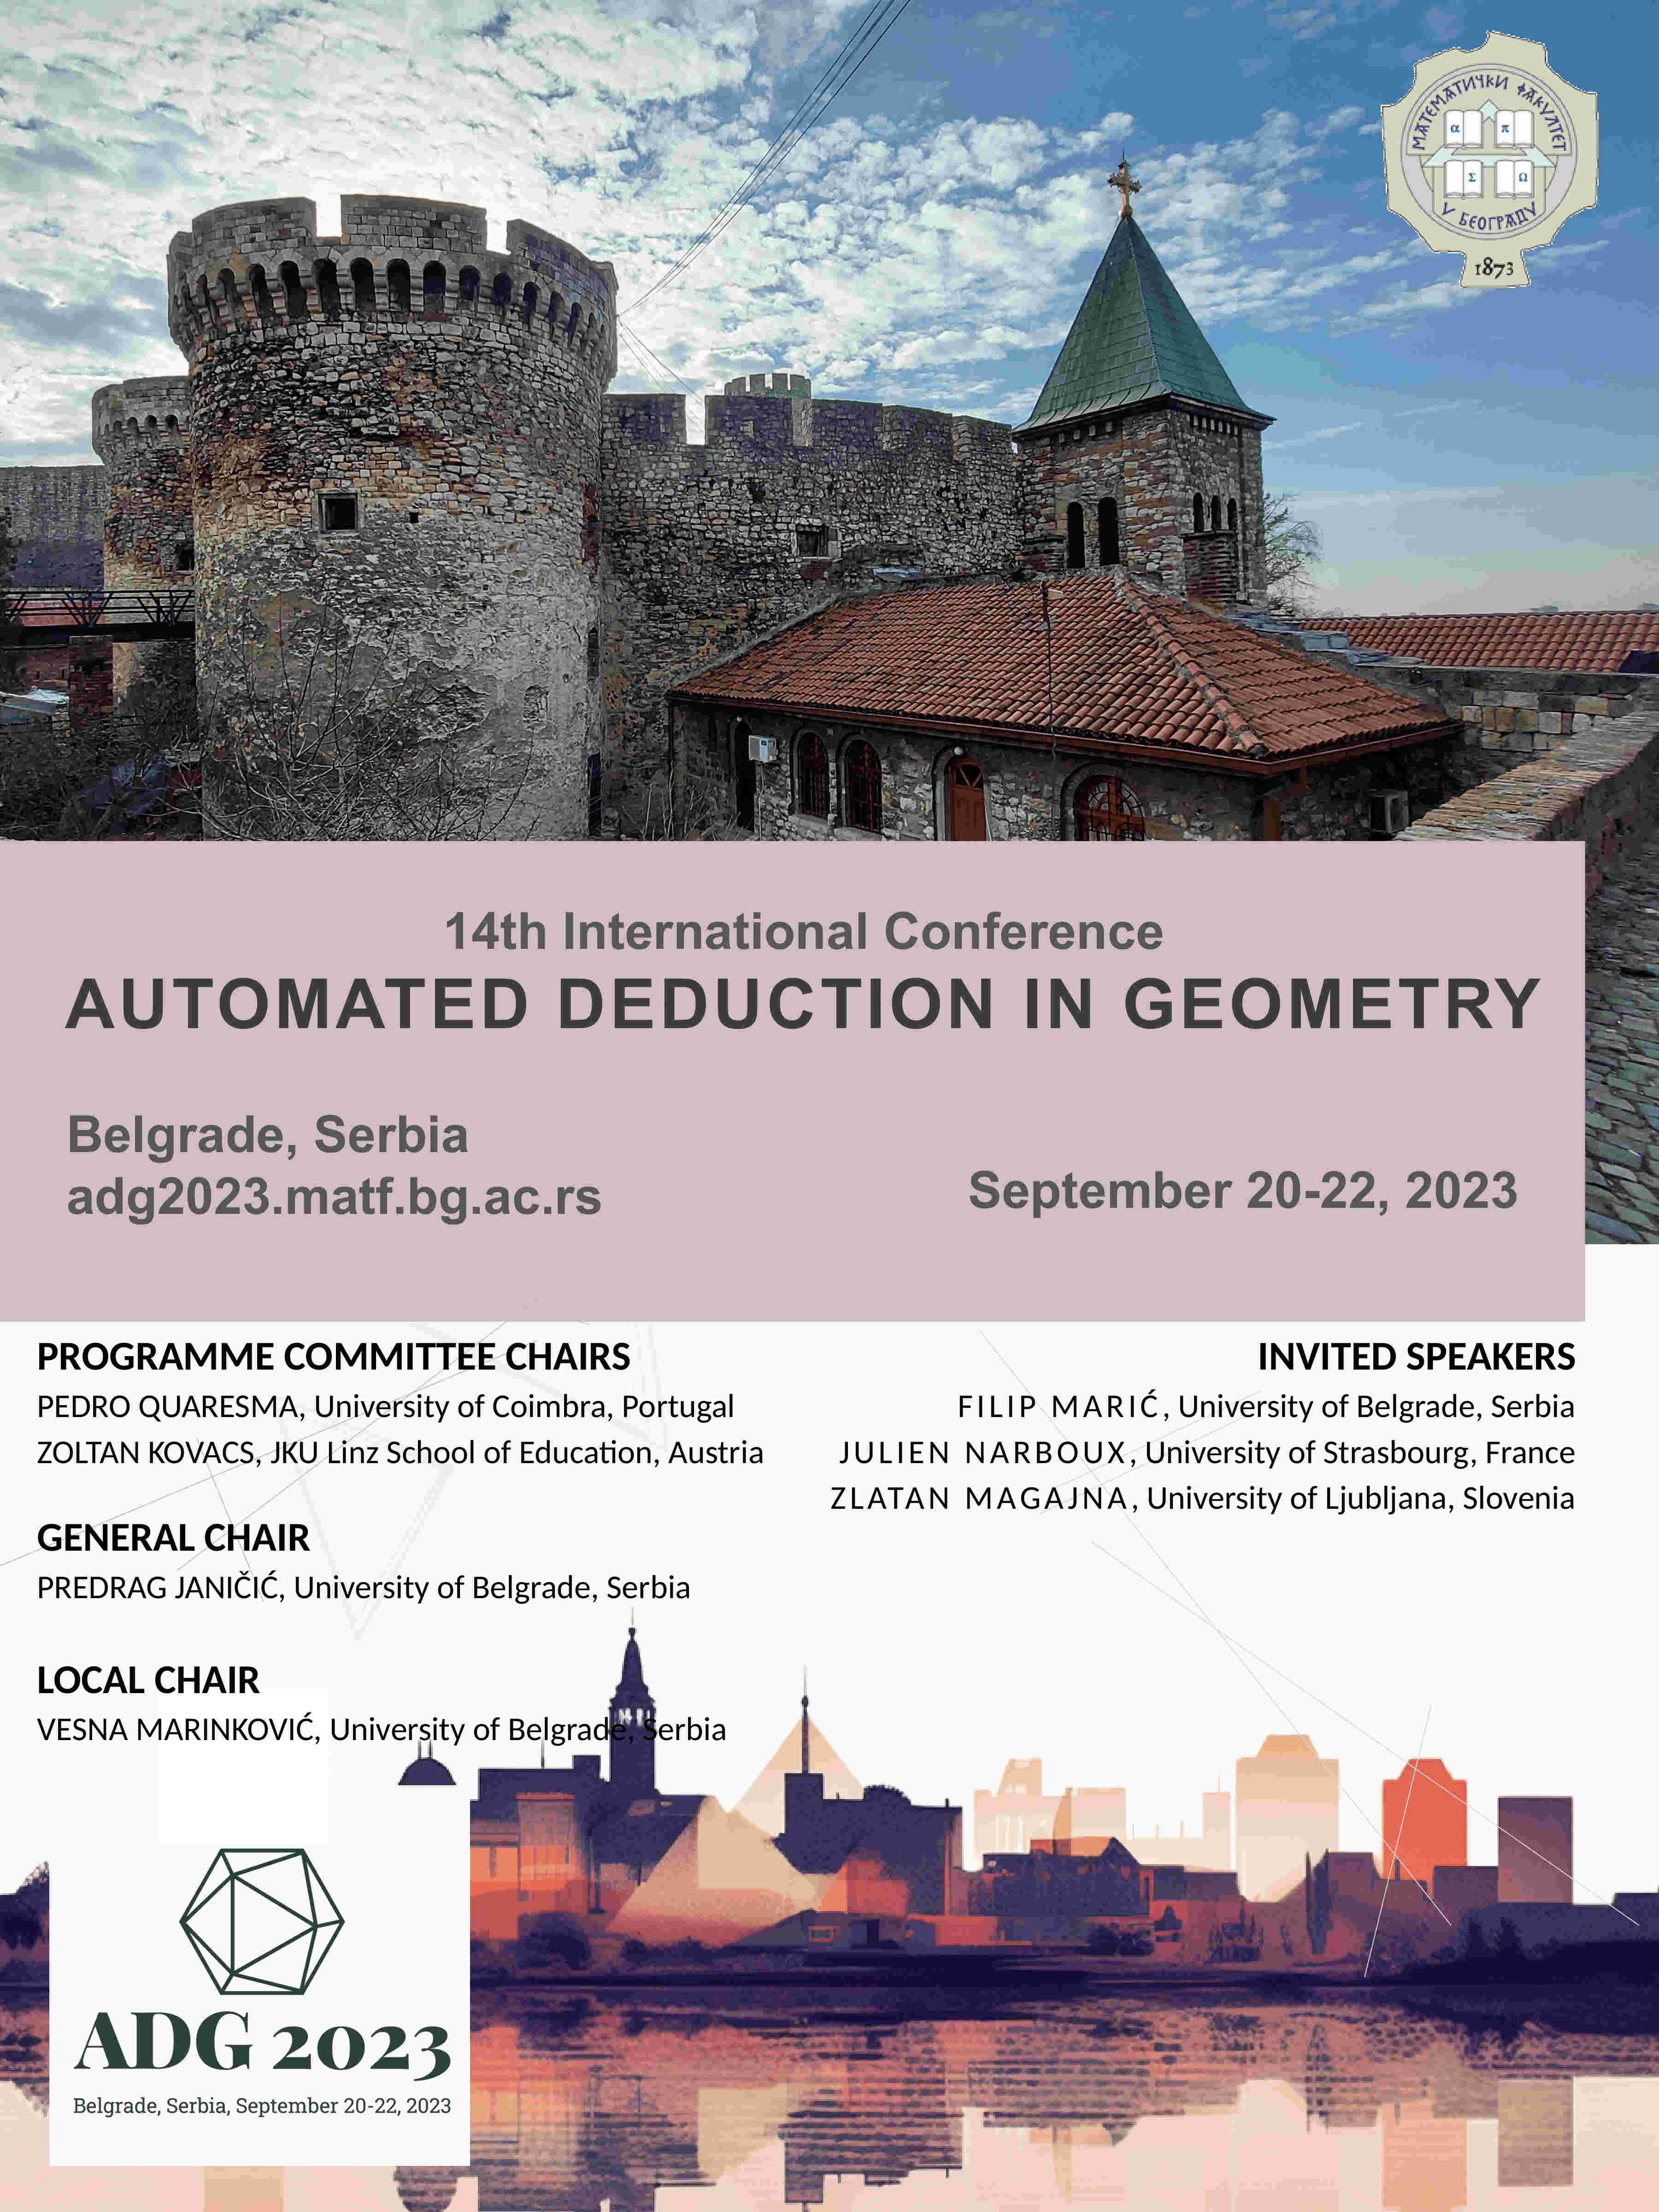 МАТЕМАТИЧКИ ФАКУЛТЕТ
α π
Σ Ω
У БЕОГРАДУ
1873
14th International Conference
AUTOMATED DEDUCTION IN GEOMETRY
Belgrade, Serbia
adg2023.matf.bg.ac.rs
September 20-22, 2023
PROGRAMME COMMITTEE CHAIRS
PEDRO QUARESMA, University of Coimbra, Portugal
ZOLTAN KOVACS, JKU Linz School of Education, Austria
GENERAL CHAIR
PREDRAG JANIČIĆ, University of Belgrade, Serbia
LOCAL CHAIR
VESNA MARINKOVIĆ, University of Belgrade, Serbia
INVITED SPEAKERS
FILIP MARIĆ, University of Belgrade, Serbia
JULIEN NARBOUX, University of Strasbourg, France
ZLATAN MAGAJNA, University of Ljubljana, Slovenia
ADG 2023
Belgrade, Serbia, September 20-22, 2023